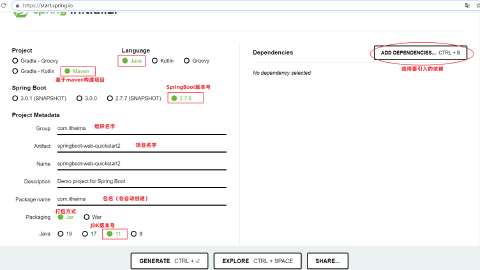 https://start.spring.io
spring initializr
Project
Language
Gradle - Groovy
Java
Kotlin
Groovy
Gradle - Kotlin
Maven
基于maven构建项目
Spring Boot
SpringBoot版本号
3.0.1 (SNAPSHOT)
3.0.0
2.7.7 (SNAPSHOT)
2.7.6
Project Metadata
Group
com.itheima
组织名字
Artifact
springboot-web-quickstart2
项目名字
Name
springboot-web-quickstart2
Description
Demo project for Spring Boot
Package name
com.itheima
包名（会自动创建）
打包方式
Packaging
Jar
War
JDK版本号
Java
19
17
11
8
Dependencies
ADD DEPENDENCIES... CTRL + B
选择要引入的依赖
No dependency selected
GENERATE CTRL + ⏎
EXPLORE CTRL + SPACE
SHARE...